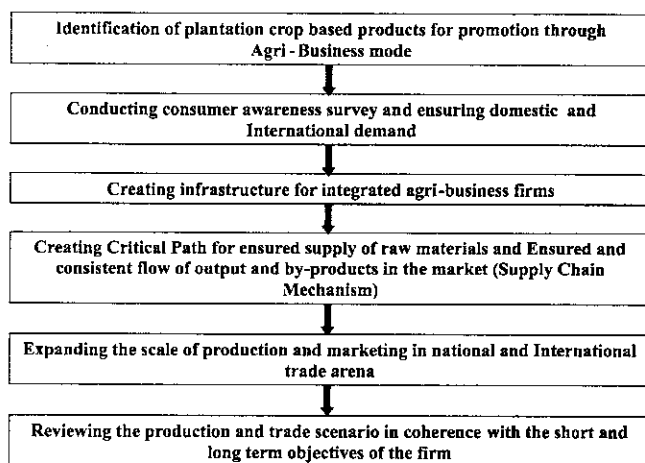 Identification of plantation crop based products for promotion through
Agri - Business mode
Conducting consumer awareness survey and ensuring domestic and
International demand
Creating infrastructure for integrated agri-business firms
Creating Critical Path for ensured supply of raw materials and Ensured and
consistent flow of output and by-products in the market (Supply Chain
Mechanism)
Expanding the scale of production and marketing in national and International
trade arena
Reviewing the production and trade scenario in coherence with the short and
long term objectives of the firm